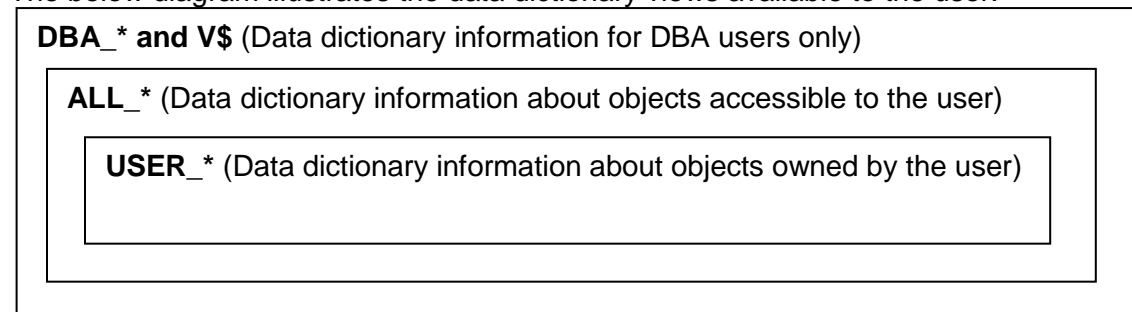 The below diagram illustrates the data dictionary views available to the user.
DBA_* and V$ (Data dictionary information for DBA users only)
ALL_* (Data dictionary information about objects accessible to the user)
USER_* (Data dictionary information about objects owned by the user)